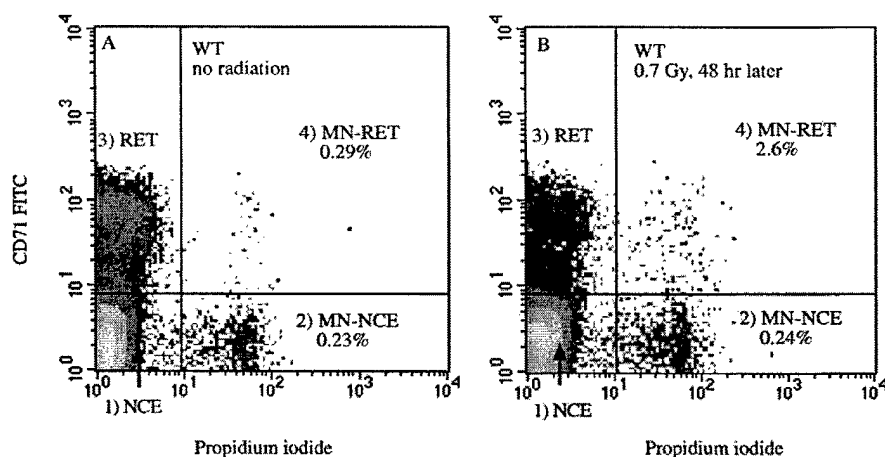 A
WT
no radiation
3) RET
4) MN-RET
0.29%
2) MN-NCE
0.23%
1) NCE
10^0
10^1
10^2
10^3
10^4
10^0
10^1
10^2
10^3
10^4
CD71 FITC
Propidium iodide
B
WT
0.7 Gy, 48 hr later
3) RET
4) MN-RET
2.6%
2) MN-NCE
0.24%
1) NCE
10^0
10^1
10^2
10^3
10^4
10^0
10^1
10^2
10^3
10^4
Propidium iodide